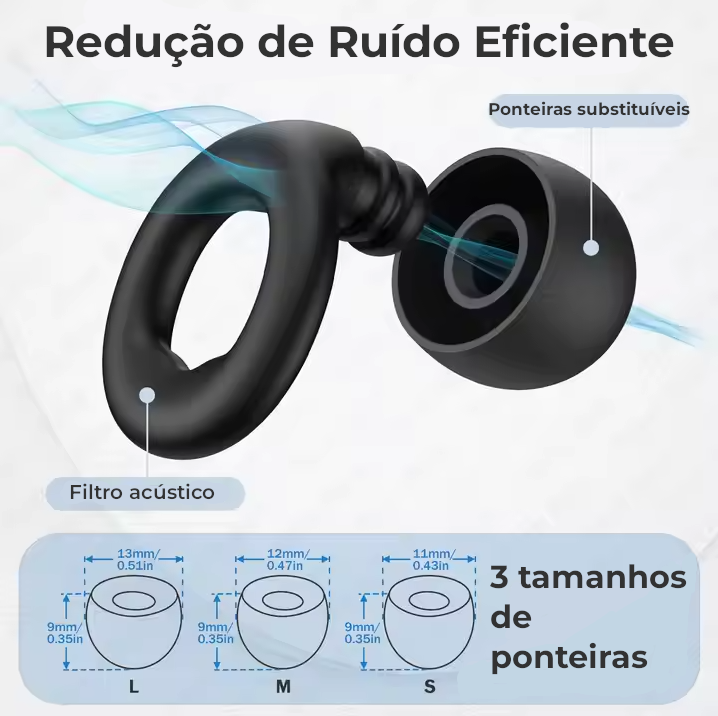 Redução de Ruído Eficiente
Ponteiras substituíveis
Filtro acústico
13mm/
0.51in
12mm/
0.47in
11mm/
0.43in
9mm/
0.35in
9mm/
0.35in
9mm/
0.35in
L
M
S
3 tamanhos
de
ponteiras